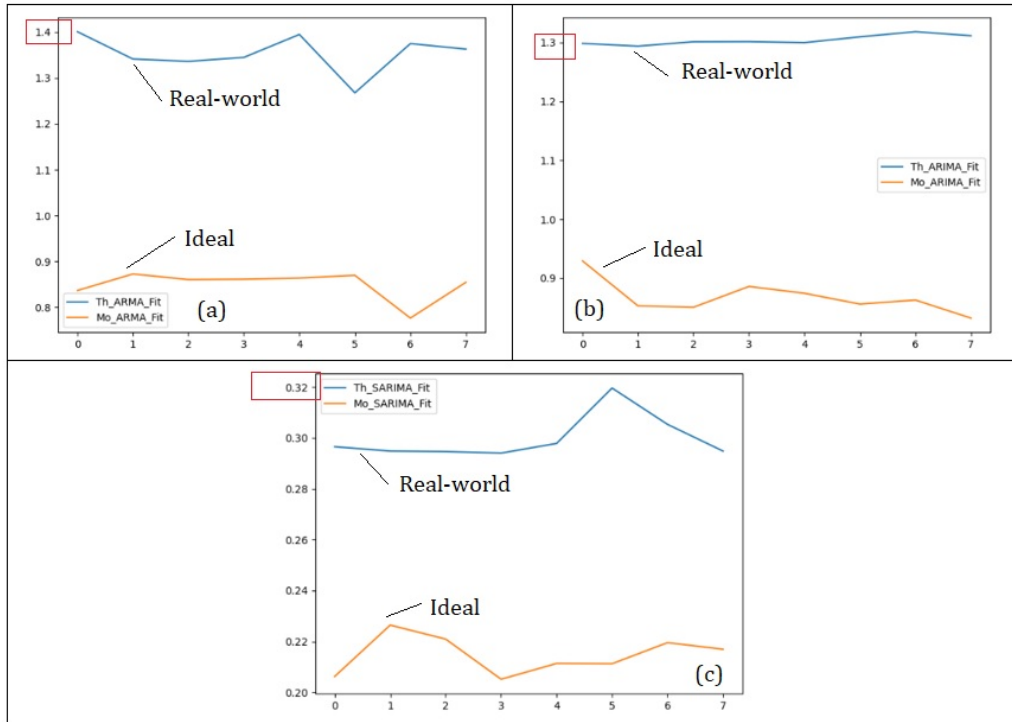 1.4
1.3
1.2
1.1
1.0
0.9
0.8
Real-world
Ideal
Th_ARMA_Fit
Mo_ARMA_Fit
(a)
0 1 2 3 4 5 6 7
1.3
1.2
1.1
1.0
0.9
Real-world
Th_ARIMA_Fit
Mo_ARIMA_Fit
Ideal
(b)
0 1 2 3 4 5 6 7
0.32
0.30
0.28
0.26
0.24
0.22
0.20
Th_SARIMA_Fit
Mo_SARIMA_Fit
Real-world
Ideal
(c)
0 1 2 3 4 5 6 7